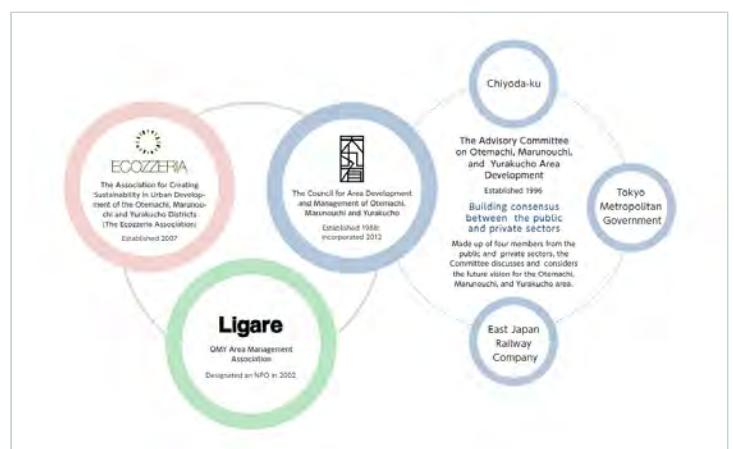 ECOZZERIA
The Association for Creating
Sustainability in Urban Develop-
ment of the Otemachi, Marunou-
chi and Yurakucho Districts
(The Ecozzeria Association)
Established 2007
The Council for Area Development
and Management of Otemachi,
Marunouchi and Yurakucho
Established 1988;
incorporated 2012
Ligare
OMY Area Management
Association
Designated an NPO in 2002
Chiyoda-ku
The Advisory Committee
on Otemachi, Marunouchi,
and Yurakucho Area
Development
Established 1996
Building consensus
between the public
and private sectors
Made up of four members from the
public and private sectors, the
Committee discusses and considers
the future vision for the Otemachi,
Marunouchi, and Yurakucho area.
Tokyo
Metropolitan
Government
East Japan
Railway
Company